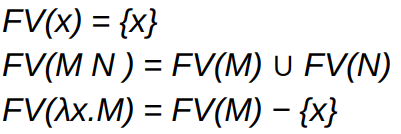 FV(x) = {x}
FV(M N ) = FV(M) ∪ FV(N)
FV(λx.M) = FV(M) − {x}